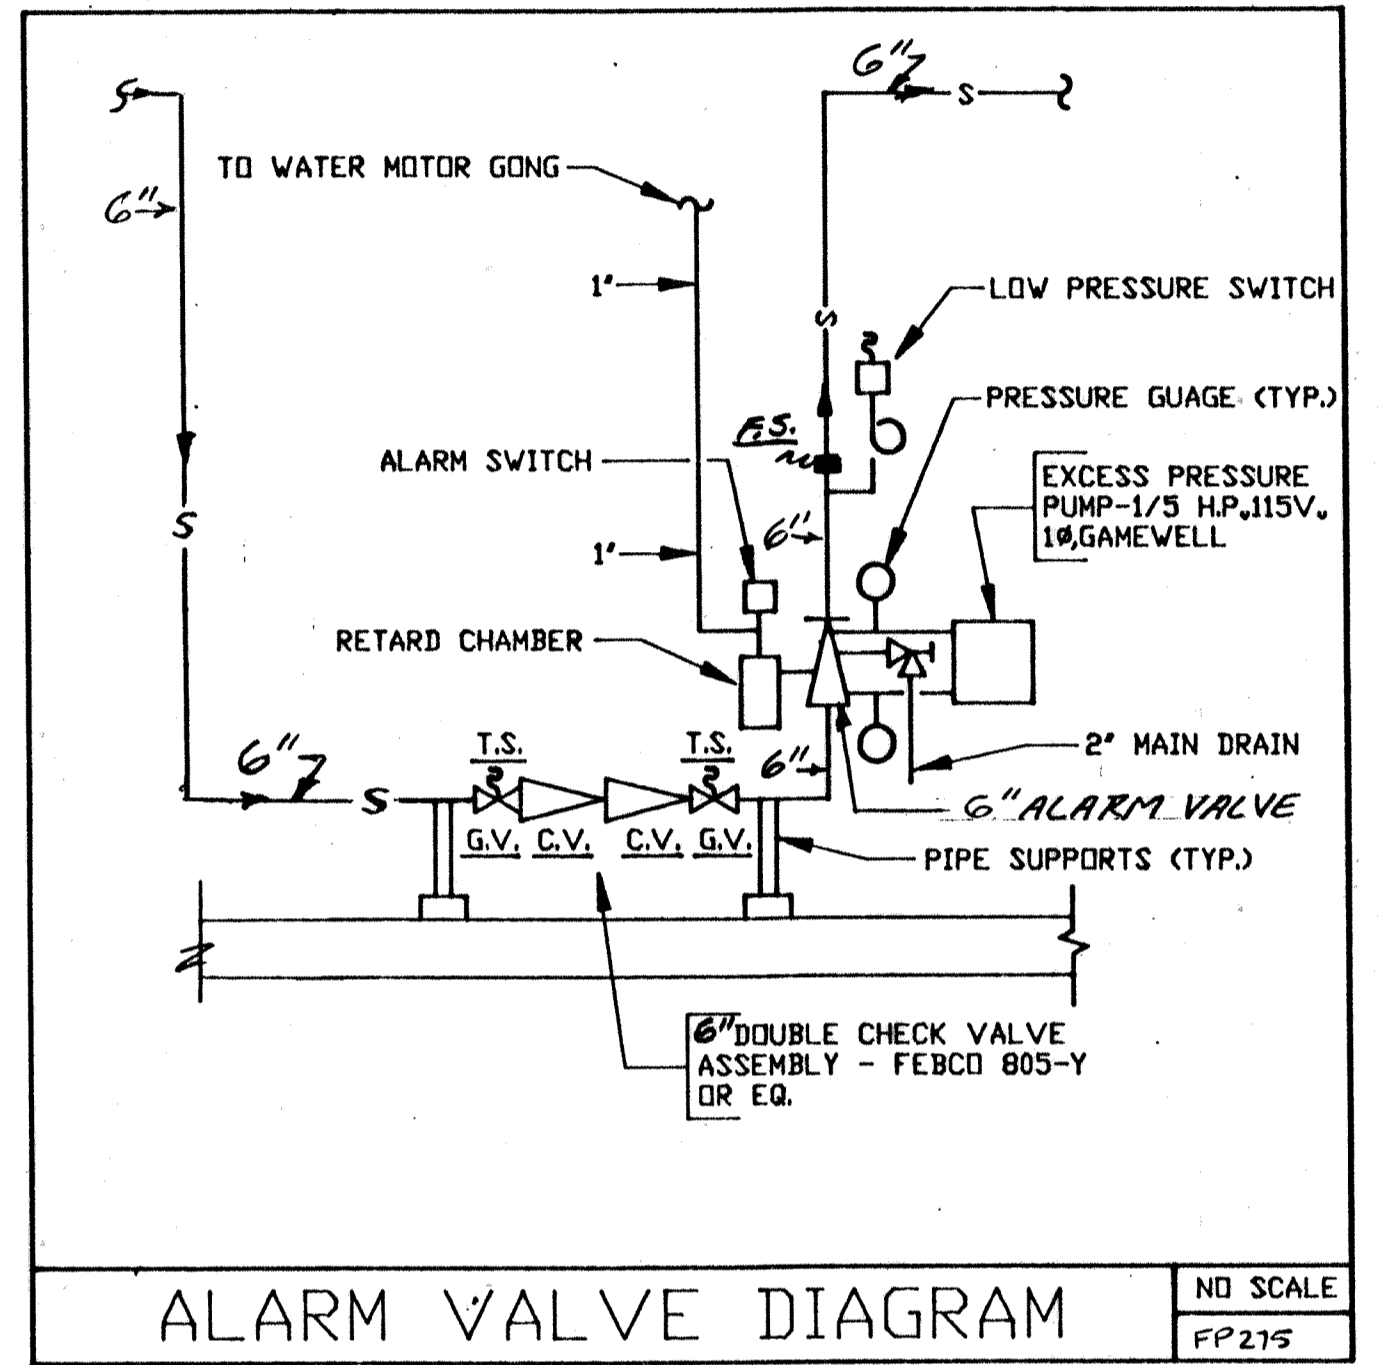 6"
S
TO WATER MOTOR GONG
6"
1"
LOW PRESSURE SWITCH
S
PRESSURE GUAGE (TYP.)
F.S.
ALARM SWITCH
EXCESS PRESSURE
PUMP-1/5 H.P.,115V.,
1Ø,GAMEWELL
S
6"
1"
RETARD CHAMBER
6"
T.S.
T.S.
6"
2" MAIN DRAIN
S
6" ALARM VALVE
G.V.
C.V.
C.V.
G.V.
PIPE SUPPORTS (TYP.)
6" DOUBLE CHECK VALVE
ASSEMBLY - FEBCO 805-Y
OR EQ.
ALARM VALVE DIAGRAM
NO SCALE
FP275